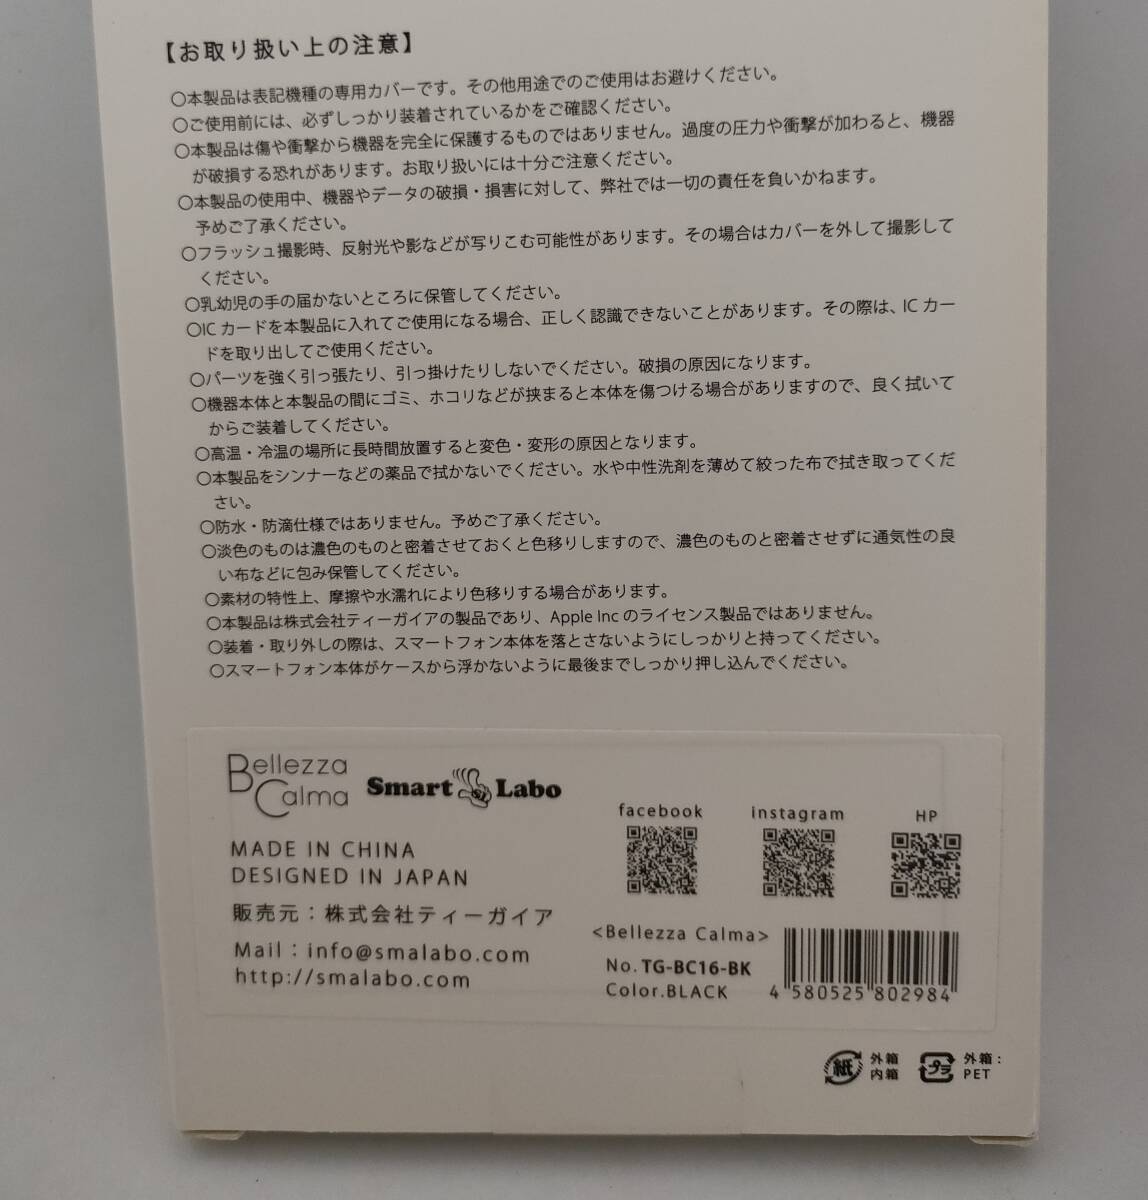 【お取り扱い上の注意】
○本製品は表記機種の専用カバーです。その他用途でのご使用はお避けください。
○ご使用前には、必ずしっかり装着されているかをご確認ください。
○本製品は傷や衝撃から機器を完全に保護するものではありません。過度の圧力や衝撃が加わると、機器
が破損する恐れがあります。お取り扱いには十分ご注意ください。
○本製品の使用中、機器やデータの破損・損害に対して、弊社では一切の責任を負いかねます。
予めご了承ください。
○フラッシュ撮影時、反射光や影などが写りこむ可能性があります。その場合はカバーを外して撮影して
ください。
○乳幼児の手の届かないところに保管してください。
○ICカードを本製品に入れてご使用になる場合、正しく認識できないことがあります。その際は、ICカー
ドを取り出してご使用ください。
○パーツを強く引っ張たり、引っ掛けたりしないでください。破損の原因になります。
○機器本体と本製品の間にゴミ、ホコリなどが挟まると本体を傷つける場合がありますので、良く拭いて
からご装着してください。
○高温・冷温の場所に長時間放置すると変色・変形の原因となります。
○本製品をシンナーなどの薬品で拭かないでください。水や中性洗剤を薄めて絞った布で拭き取ってくだ
さい。
○防水・防滴仕様ではありません。予めご了承ください。
○淡色のものは濃色のものと密着させておくと色移りしますので、濃色のものと密着させずに通気性の良
い布などに包み保管してください。
○素材の特性上、摩擦や水濡れにより色移りする場合があります。
○本製品は株式会社ティーガイアの製品であり、Apple Incのライセンス製品ではありません。
○装着・取り外しの際は、スマートフォン本体を落とさないようにしっかりと持ってください。
○スマートフォン本体がケースから浮かないように最後までしっかり押し込んでください。
Bellezza
Calma
Smart SL Labo
MADE IN CHINA
DESIGNED IN JAPAN
販売元：株式会社ティーガイア
Mail：info@smalabo.com
http://smalabo.com
facebook
instagram
HP
<Bellezza Calma>
No. TG-BC16-BK
Color.BLACK
4 580525 802984
紙
外箱
内箱
プラ
外箱：
PET